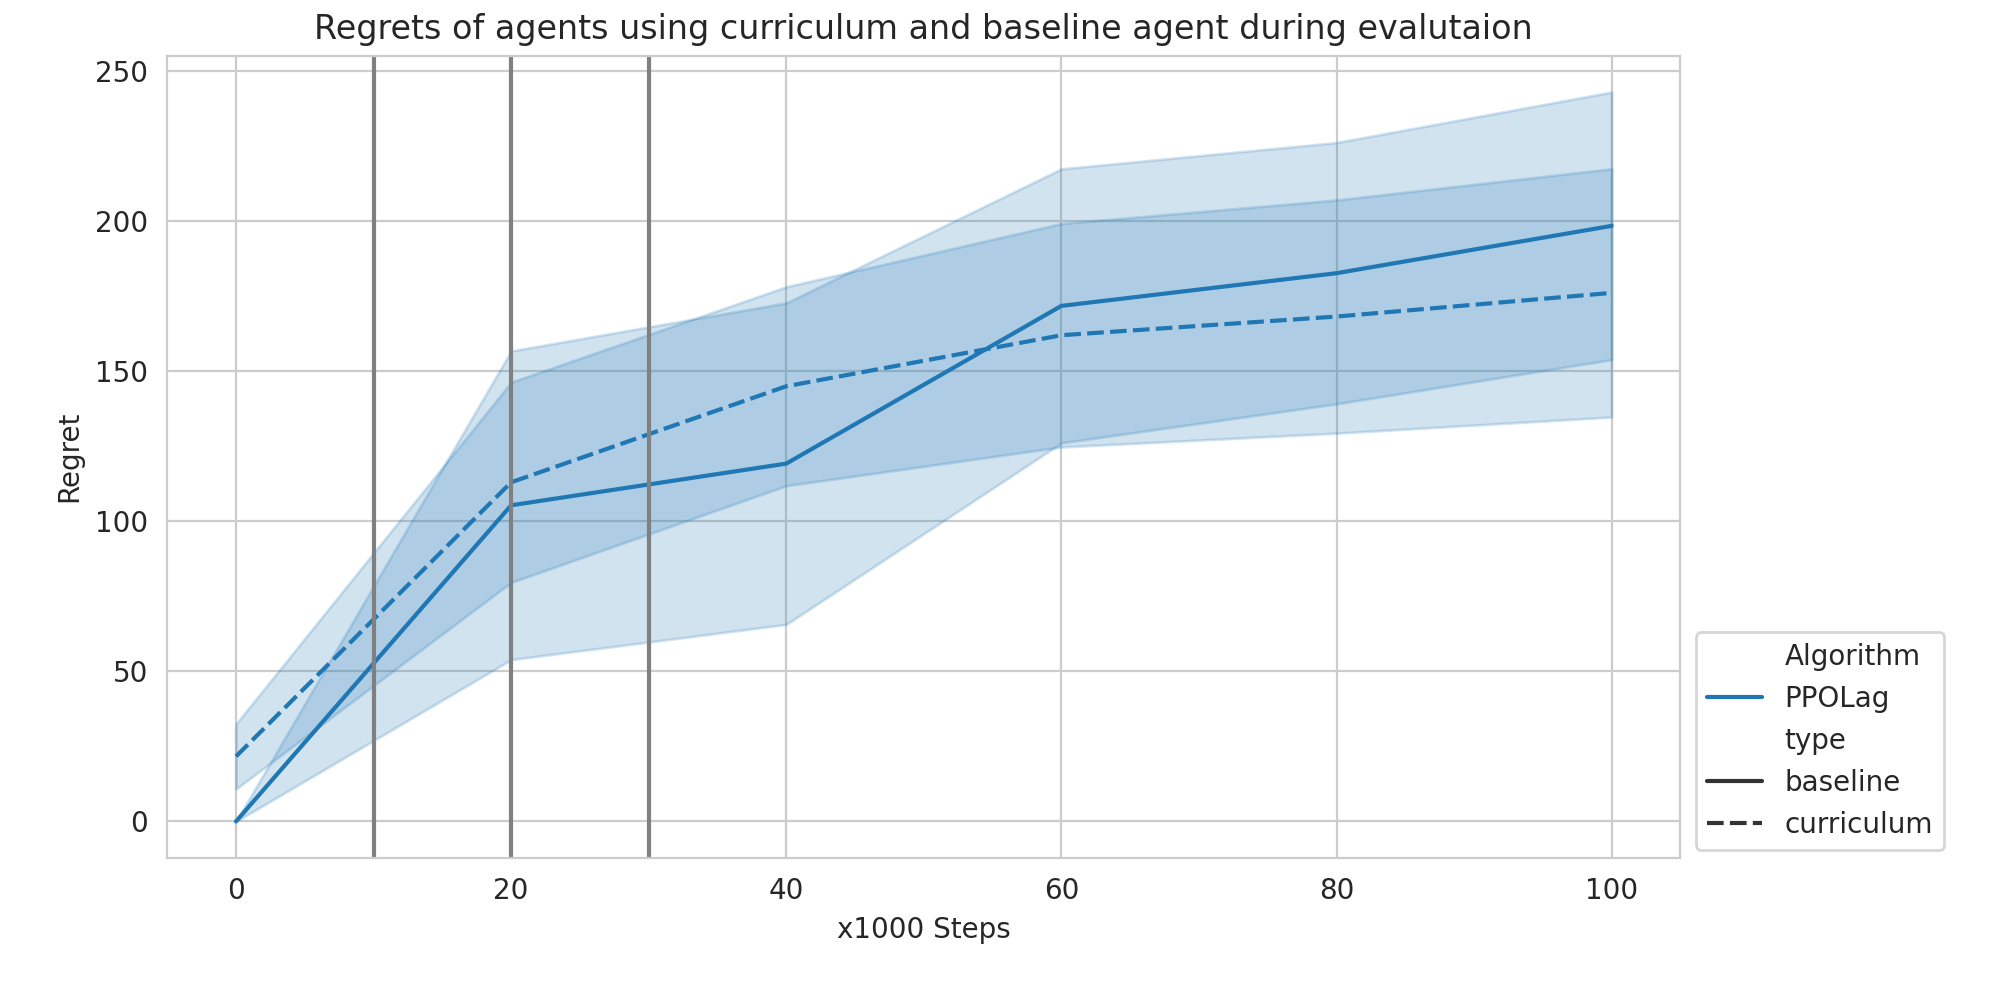 Regrets of agents using curriculum and baseline agent during evalutaion
250
200
150
100
50
0
Regret
0 20 40 60 80 100
x1000 Steps
Algorithm
PPOLag
type
baseline
curriculum